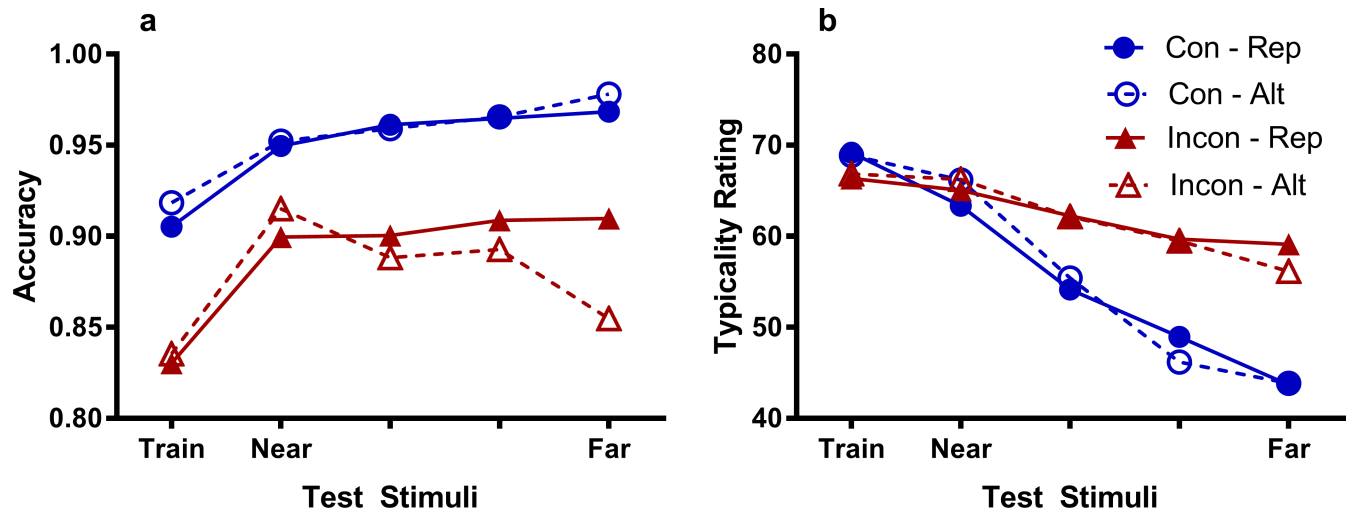 a
1.00
0.95
0.90
0.85
0.80
Accuracy
Train Near Far
Test Stimuli
b
80
70
60
50
40
Typicality Rating
Train Near Far
Test Stimuli
Con - Rep
Con - Alt
Incon - Rep
Incon - Alt